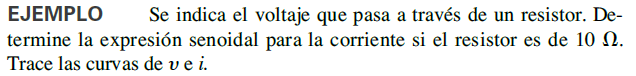 EJEMPLO Se indica el voltaje que pasa a través de un resistor. De-
termine la expresión senoidal para la corriente si el resistor es de 10 Ω.
Trace las curvas de v e i.